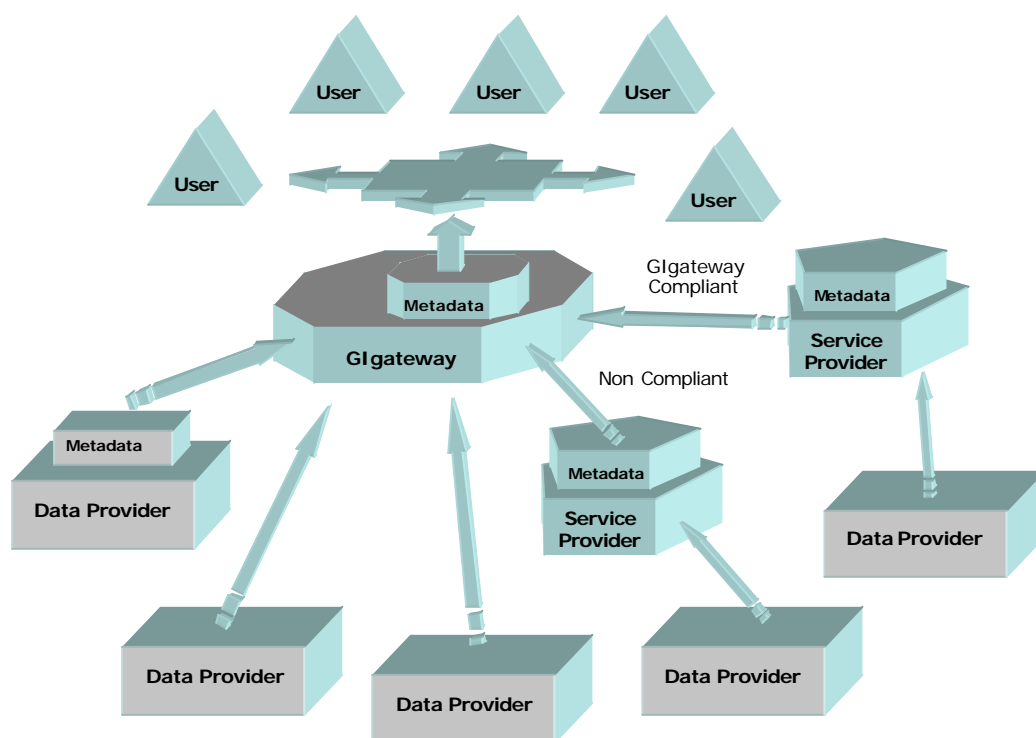 User
User
User
User
User
GIgateway
Compliant
Metadata
Metadata
Service
Provider
GIgateway
Non Compliant
Metadata
Data Provider
Metadata
Service
Provider
Data Provider
Data Provider
Data Provider
Data Provider